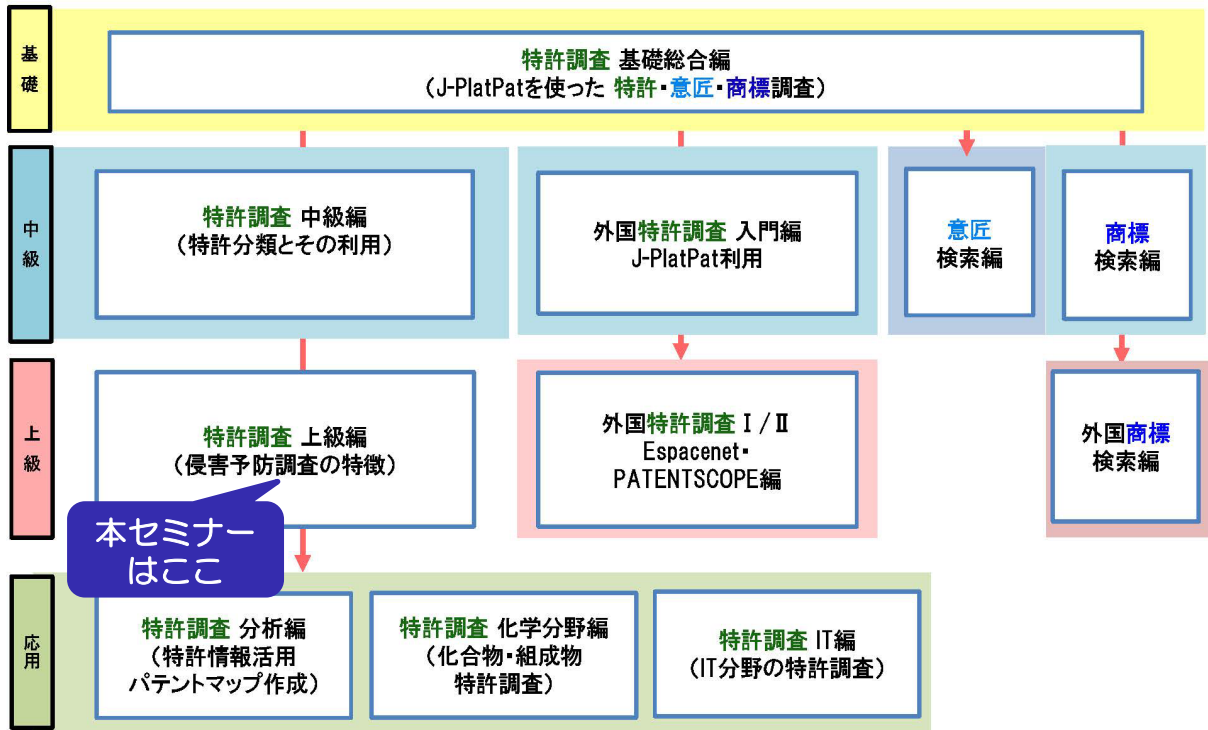 基礎
特許調査 基礎総合編
(J-PlatPatを使った 特許・意匠・商標調査)
中級
特許調査 中級編
(特許分類とその利用)
外国特許調査 入門編
J-PlatPat利用
意匠
検索編
商標
検索編
上級
特許調査 上級編
(侵害予防調査の特徴)
外国特許調査 Ⅰ/Ⅱ
Espacenet・
PATENTSCOPE編
外国商標
検索編
本セミナー
はここ
応用
特許調査 分析編
(特許情報活用
パテントマップ作成)
特許調査 化学分野編
(化合物・組成物
特許調査)
特許調査 IT編
(IT分野の特許調査)